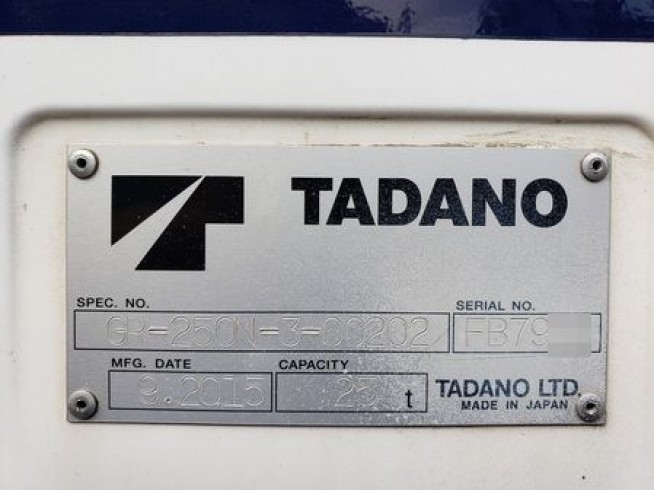 TADANO
SPEC. NO. SERIAL NO.
GR-250N-3-00202 FB79
MFG. DATE CAPACITY
9.2015 25 t TADANO LTD.
MADE IN JAPAN